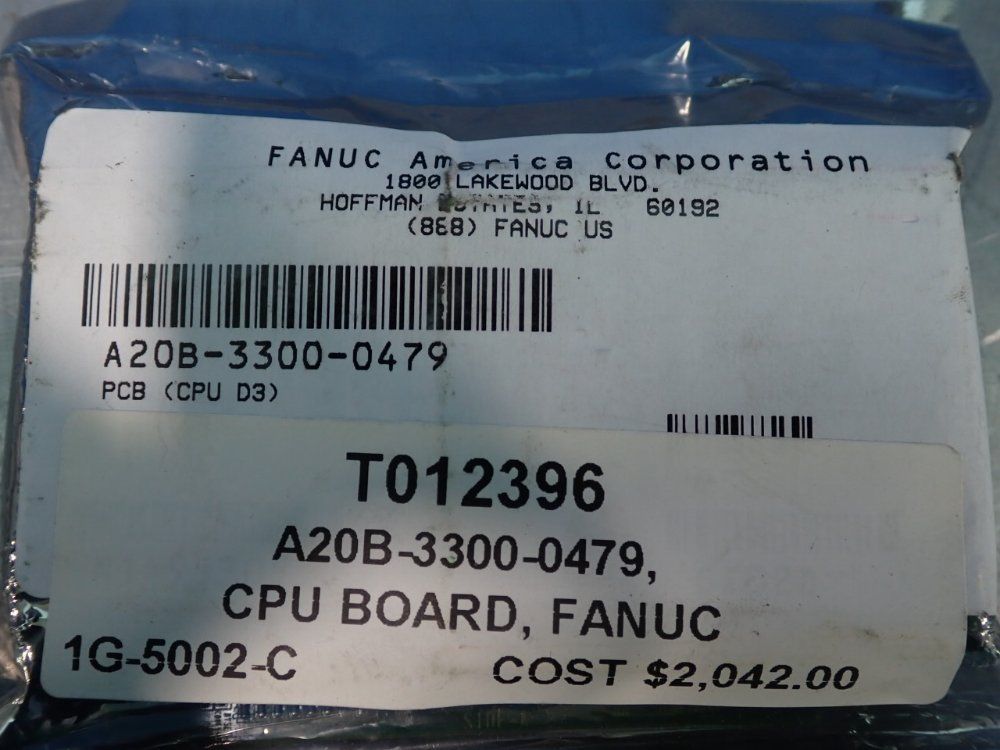 FANUC America Corporation
1800 LAKEWOOD BLVD.
HOFFMAN ESTATES, IL 60192
(888) FANUC US
A20B-3300-0479
PCB (CPU D3)
T012396
A20B-3300-0479,
CPU BOARD, FANUC
1G-5002-C COST $2,042.00